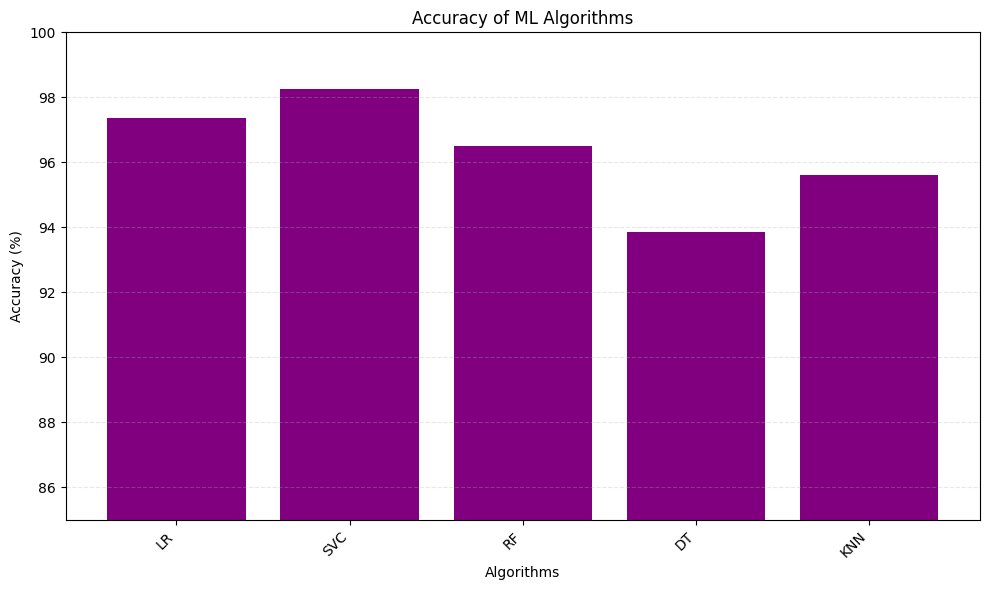 Accuracy of ML Algorithms
Accuracy (%)
100
98
96
94
92
90
88
86
LR
SVC
RF
DT
KNN
Algorithms